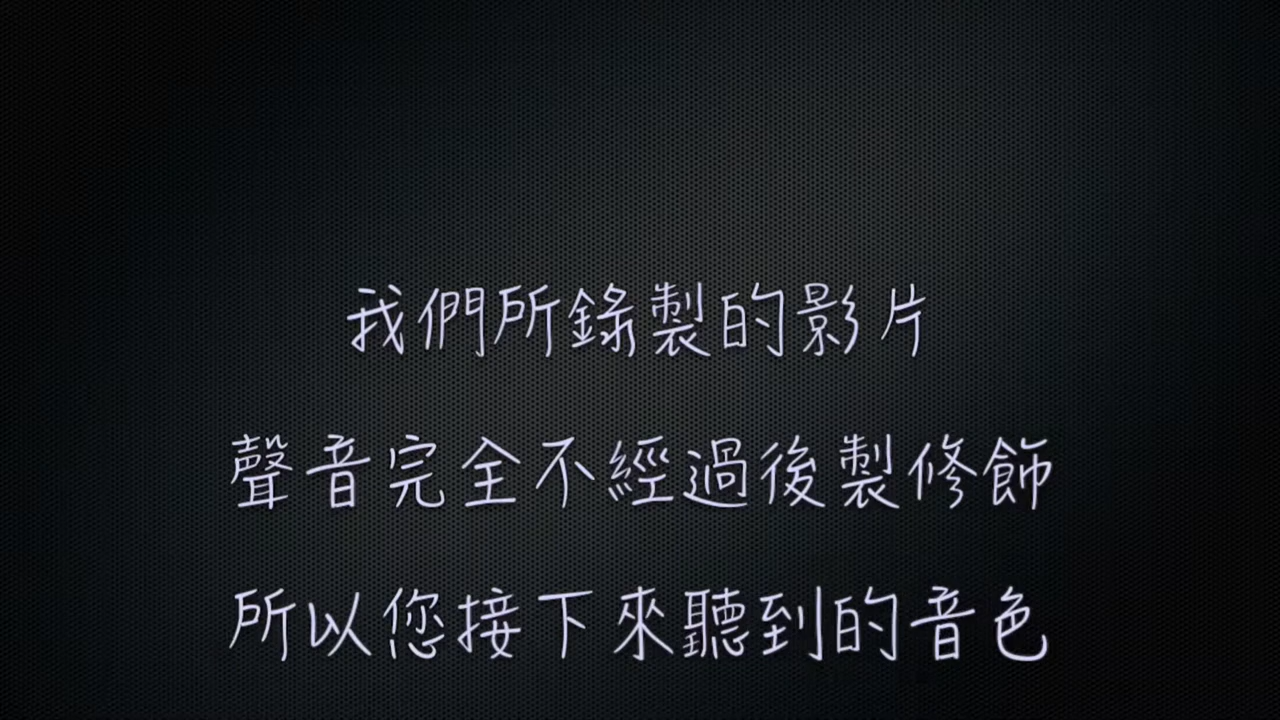 我們所錄製的影片
聲音完全不經過後製修飾
所以您接下來聽到的音色